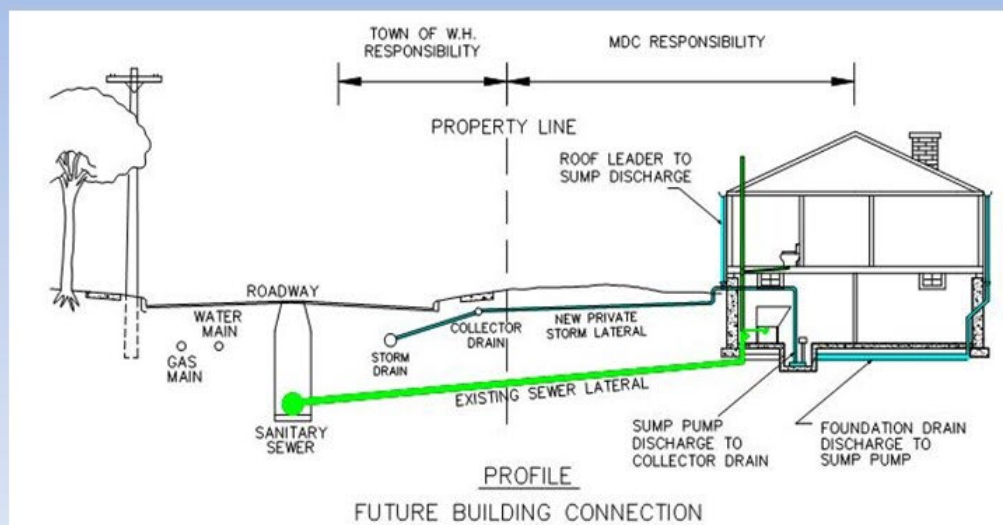 TOWN OF W.H.
RESPONSIBILITY
MDC RESPONSIBILITY
PROPERTY LINE
ROOF LEADER TO
SUMP DISCHARGE
ROADWAY
WATER
MAIN
GAS
MAIN
STORM
DRAIN
COLLECTOR
DRAIN
NEW PRIVATE
STORM LATERAL
EXISTING SEWER LATERAL
SANITARY
SEWER
SUMP PUMP
DISCHARGE TO
COLLECTOR DRAIN
FOUNDATION DRAIN
DISCHARGE TO
SUMP PUMP
PROFILE
FUTURE BUILDING CONNECTION